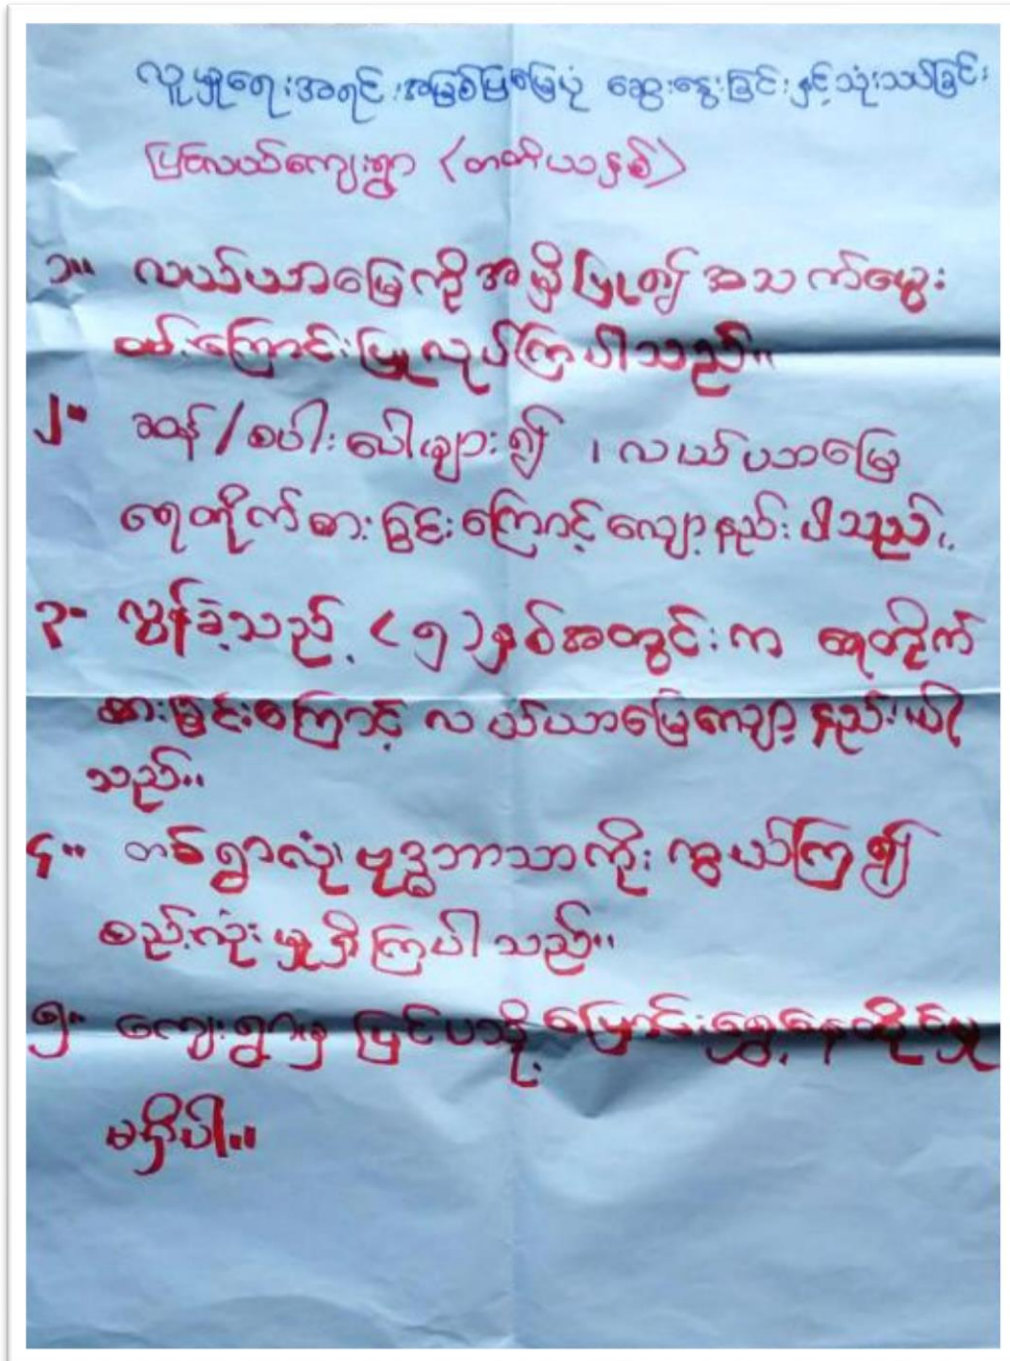 လူမှုရေးအရင်းအမြစ်ပြမြေပုံ ဆွေးနွေးခြင်းနှင့်သုံးသပ်ခြင်း
ပြင်လယ်ကျေးရွာ (တတိယနှစ်)
၁။ လယ်ယာမြေကိုအမှီပြု၍ အသက်မွေး
ဝမ်းကြောင်းပြုလုပ်ကြပါသည်။
၂။ ဆန်/စပါးပေါများ၍ ၊ လယ်ယာမြေ
ရေတိုက်စားခြင်းကြောင့် လျော့နည်းပါသည်။
၃။ လွန်ခဲ့သည့် (၅)နှစ်အတွင်းက ရေတိုက်
စားခြင်းကြောင့် လယ်ယာမြေလျော့နည်းပါ
သည်။
၄။ တစ်ရွာလုံး ဗုဒ္ဓဘာသာကိုးကွယ်ကြ၍
စည်းလုံးမှုရှိကြပါသည်။
၅။ ကျေးရွာမှ ပြင်ပသို့ ပြောင်းရွှေ့နေထိုင်မှု
မရှိပါ။